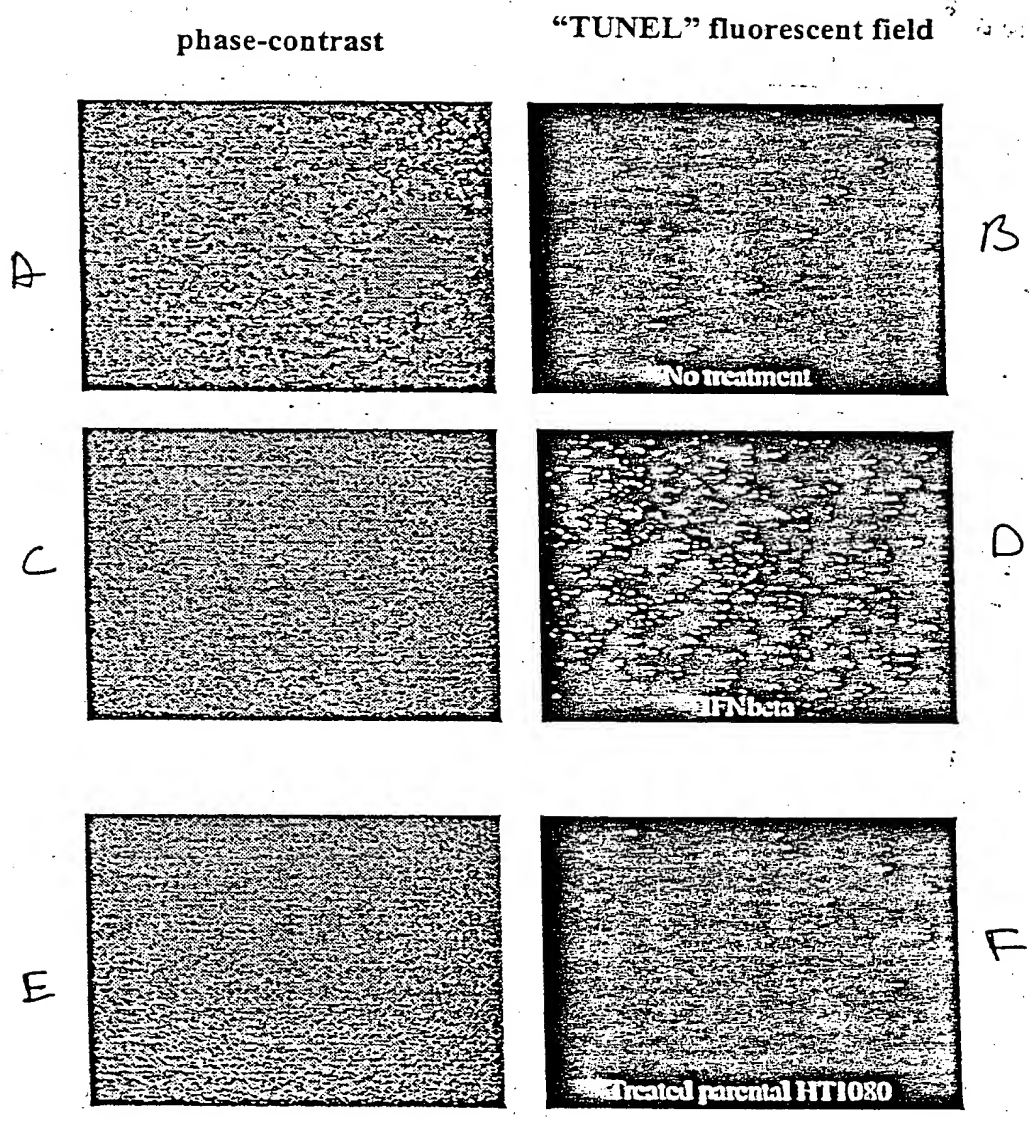 phase-contrast
“TUNEL” fluorescent field
A
B
No treatment
C
D
IFNbeta
E
F
Treated parental HT1080